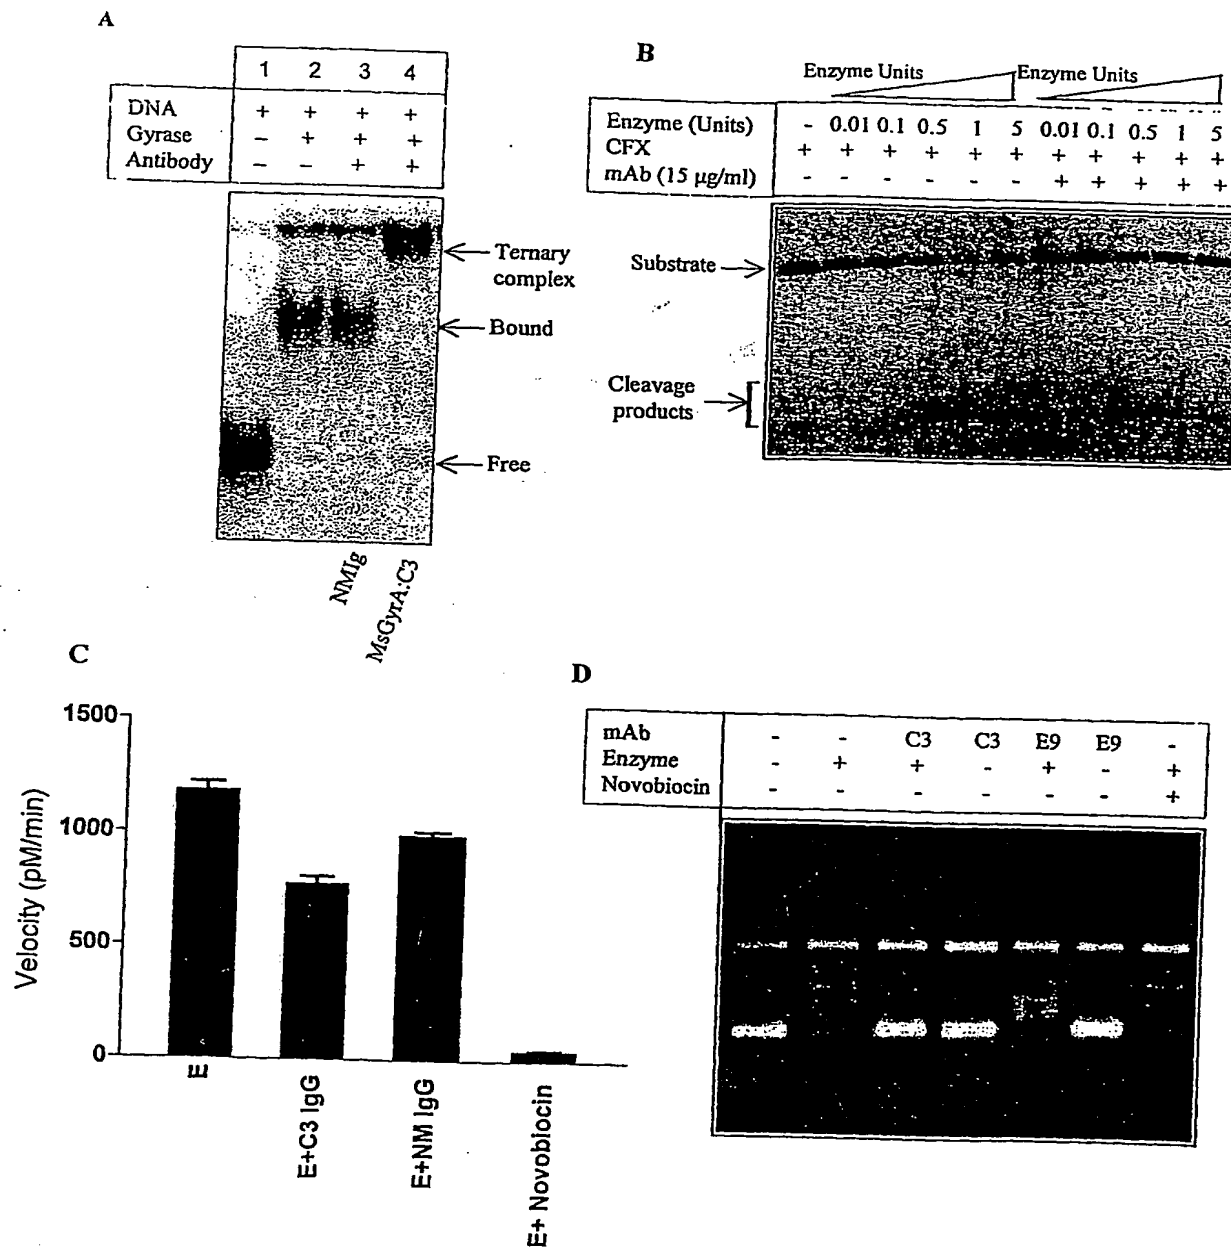 A
1 2 3 4
DNA + + + +
Gyrase – + + +
Antibody – – + +
Ternary
complex
Bound
Free
NMIg
MsGyrA:C3
B
Enzyme Units Enzyme Units
Enzyme (Units) - 0.01 0.1 0.5 1 5 0.01 0.1 0.5 1 5
CFX + + + + + + + + + + +
mAb (15 µg/ml) - - - - - - + + + + +
Substrate
Cleavage
products
C
Velocity (pM/min)
1500
1000
500
0
E
E+C3 IgG
E+NM IgG
E+ Novobiocin
D
mAb - - C3 C3 E9 E9 -
Enzyme - + + - + - +
Novobiocin - - - - - - +